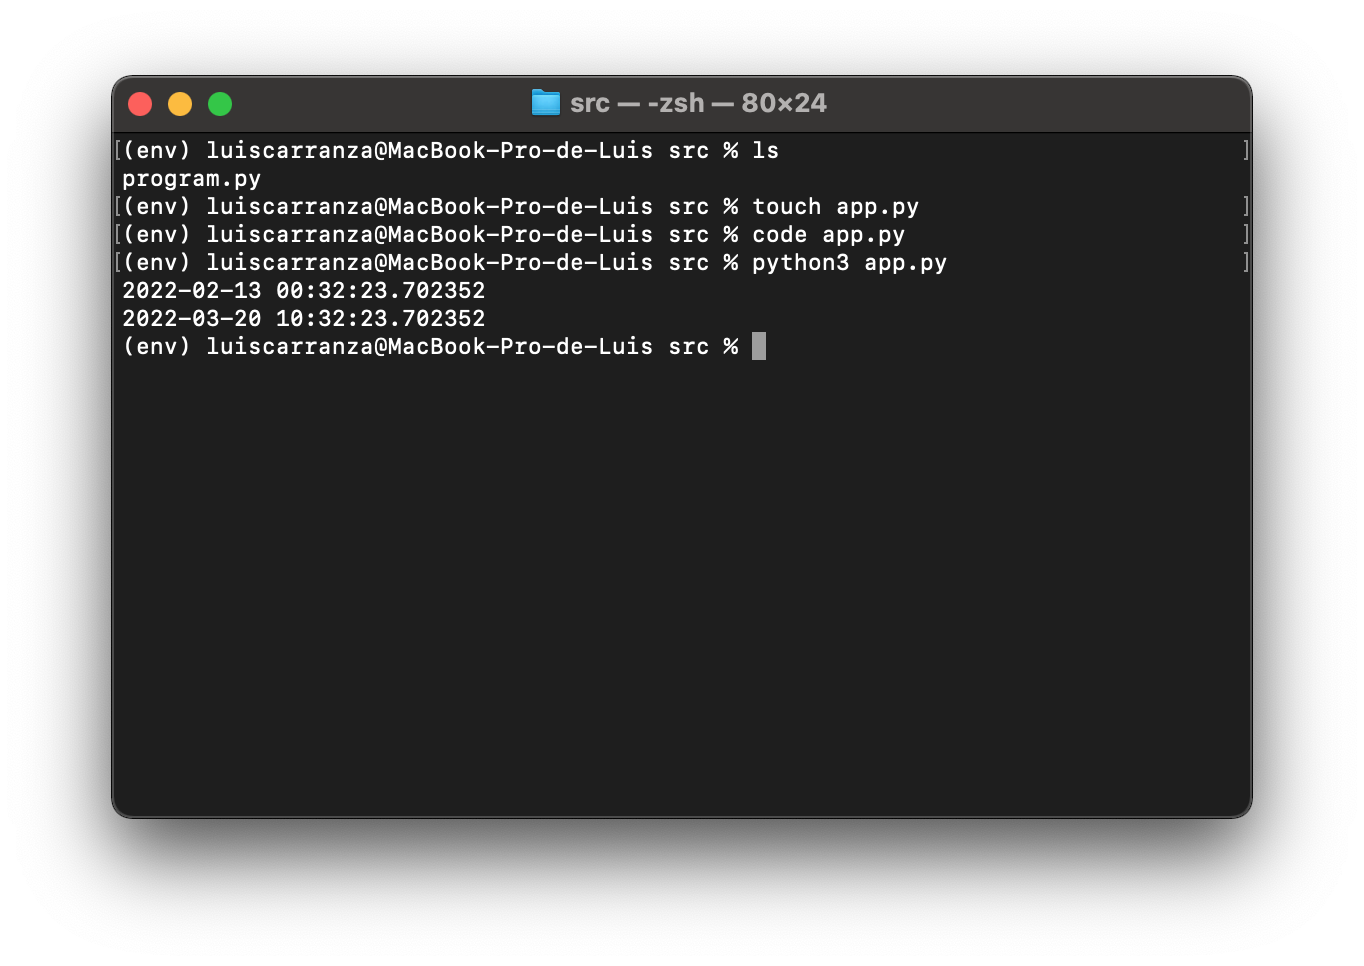 src — -zsh — 80×24
[(env) luiscarranza@MacBook-Pro-de-Luis src % ls ]
program.py
[(env) luiscarranza@MacBook-Pro-de-Luis src % touch app.py ]
[(env) luiscarranza@MacBook-Pro-de-Luis src % code app.py ]
[(env) luiscarranza@MacBook-Pro-de-Luis src % python3 app.py ]
2022-02-13 00:32:23.702352
2022-03-20 10:32:23.702352
(env) luiscarranza@MacBook-Pro-de-Luis src %